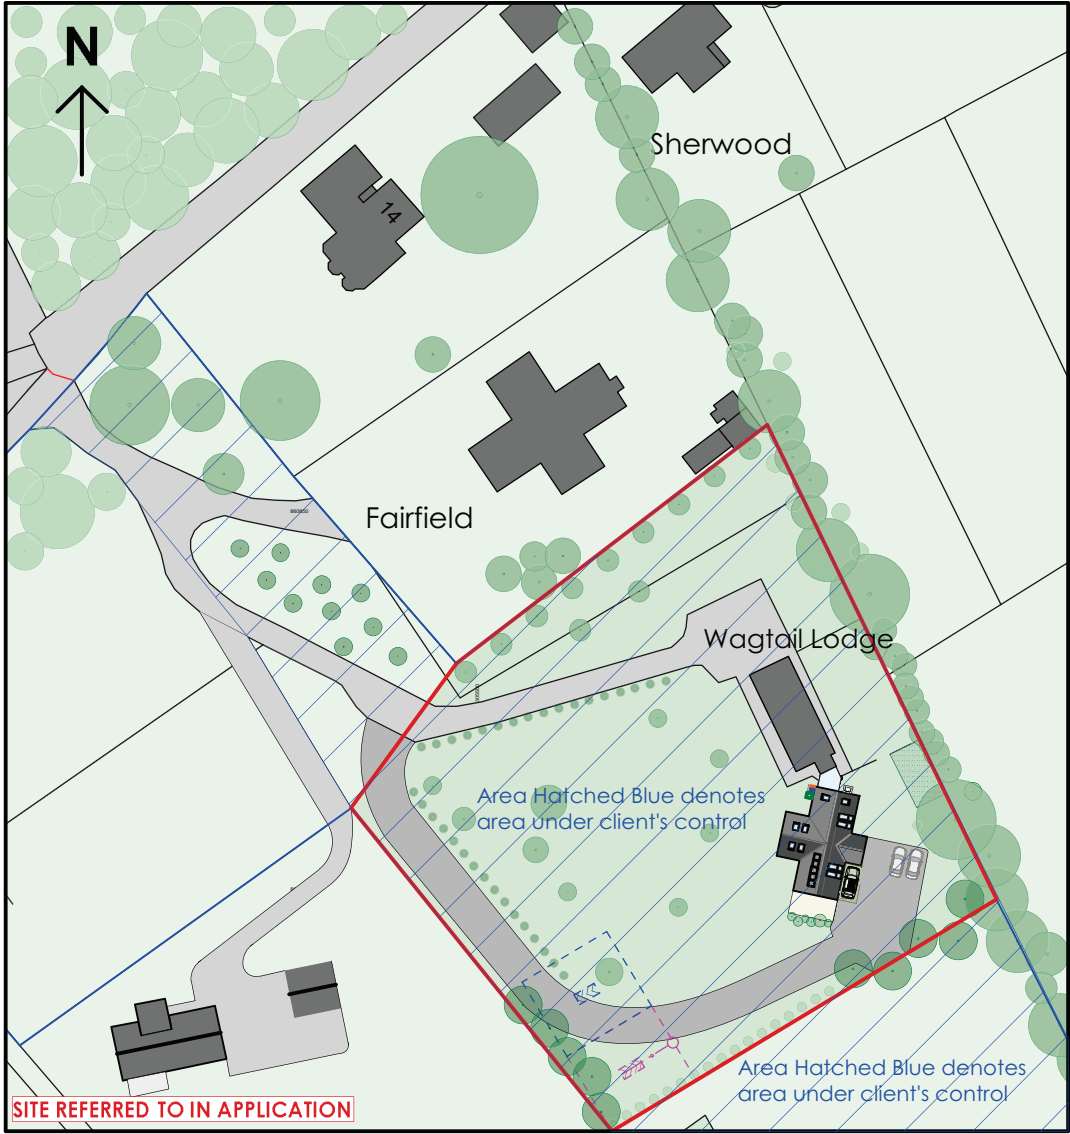 N
Sherwood
14
Fairfield
Wagtail Lodge
Area Hatched Blue denotes
area under client's control
Area Hatched Blue denotes
area under client's control
SITE REFERRED TO IN APPLICATION